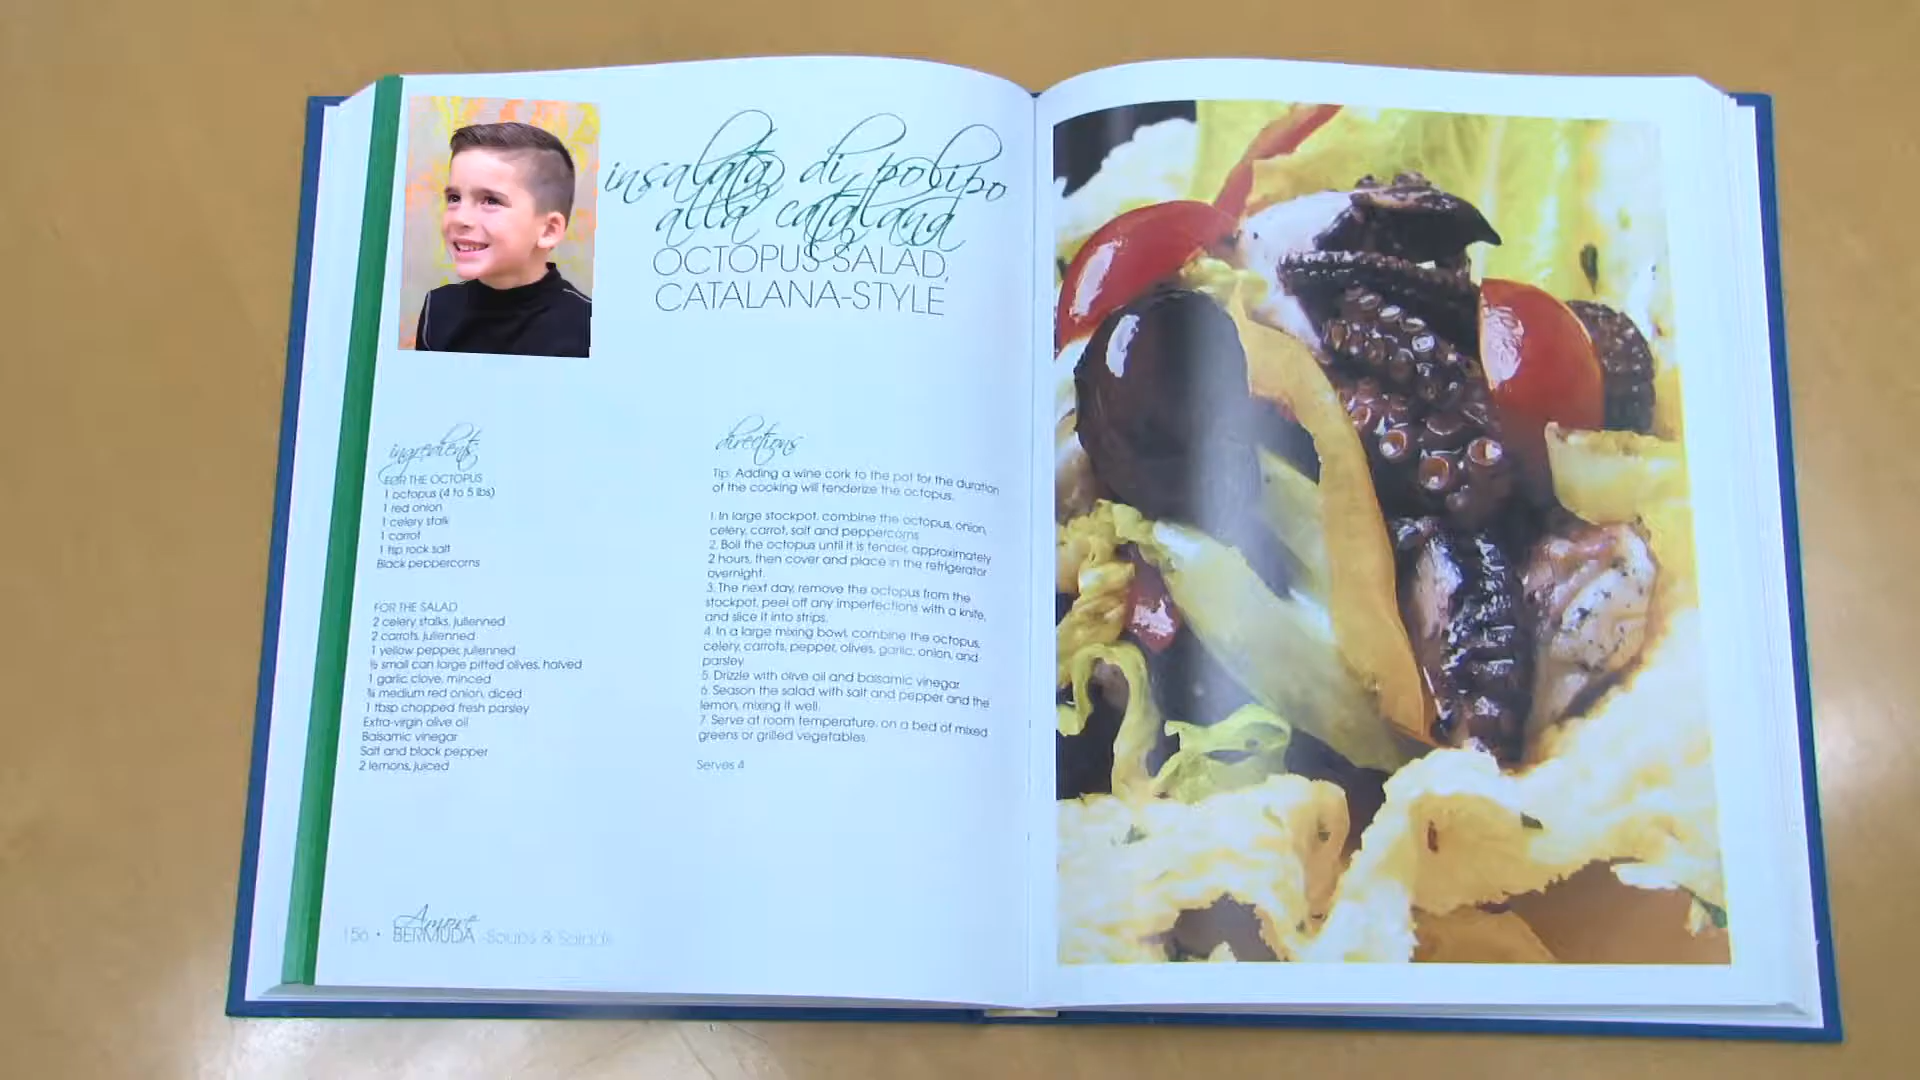 insalata di polipo
alla catalana
OCTOPUS SALAD,
CATALANA-STYLE
ingredients
FOR THE OCTOPUS
1 octopus (4 to 5 lbs)
1 red onion
1 celery stalk
1 carrot
1 tsp rock salt
Black peppercorns
FOR THE SALAD
2 celery stalks, julienned
2 carrots, julienned
1 yellow pepper, julienned
½ small can large pitted olives, halved
1 garlic clove, minced
¾ medium red onion, diced
1 tbsp chopped fresh parsley
Extra-virgin olive oil
Balsamic vinegar
Salt and black pepper
2 lemons, juiced
directions
Tip: Adding a wine cork to the pot for the duration
of the cooking will tenderize the octopus.
1. In large stockpot, combine the octopus, onion,
celery, carrot, salt and peppercorns
2. Boil the octopus until it is tender, approximately
2 hours, then cover and place in the refrigerator
overnight.
3. The next day, remove the octopus from the
stockpot, peel off any imperfections with a knife,
and slice it into strips.
4. In a large mixing bowl, combine the octopus,
celery, carrots, pepper, olives, garlic, onion, and
parsley
5. Drizzle with olive oil and balsamic vinegar
6. Season the salad with salt and pepper and the
lemon, mixing it well.
7. Serve at room temperature, on a bed of mixed
greens or grilled vegetables.
Serves 4
Amore
156 • BERMUDA -Soups & Salads